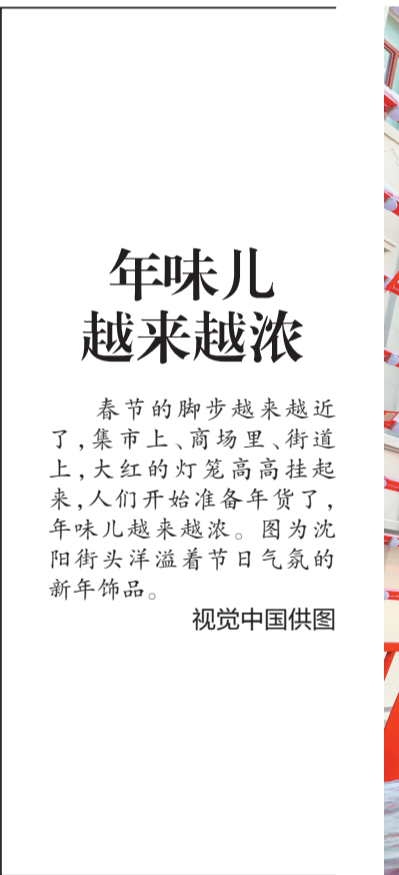 年味儿
越来越浓
春节的脚步越来越近
了，集市上、商场里、街道
上，大红的灯笼高高挂起
来，人们开始准备年货了，
年味儿越来越浓。图为沈
阳街头洋溢着节日气氛的
新年饰品。
视觉中国供图